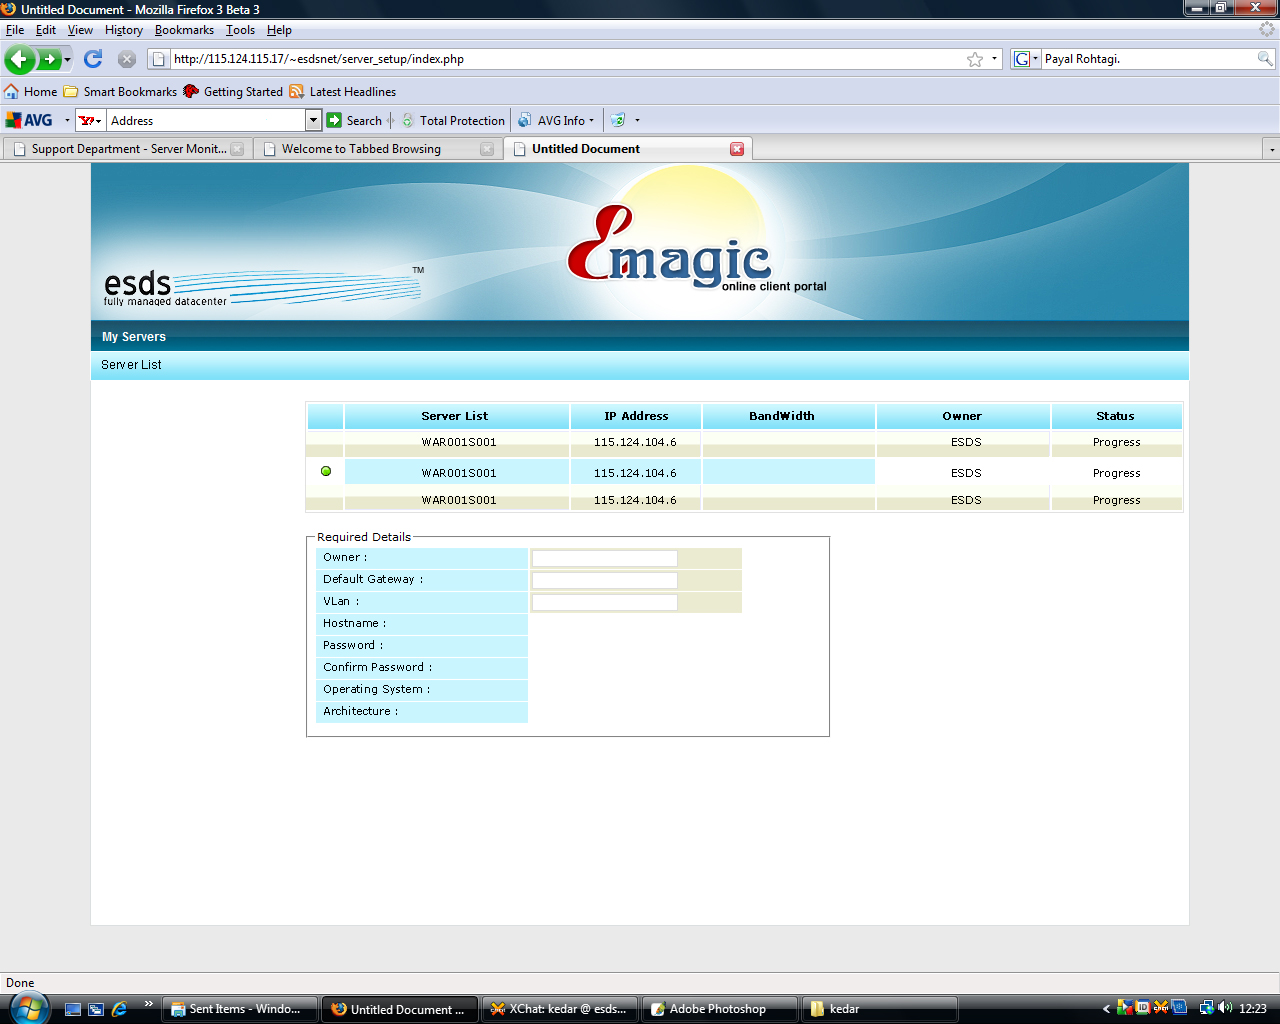 Untitled Document - Mozilla Firefox 3 Beta 3
File Edit View History Bookmarks Tools Help
http://115.124.115.17/~esdsnet/server_setup/index.php
G Payal Rohtagi.
Home Smart Bookmarks Getting Started Latest Headlines
AVG Y! Address Search Total Protection AVG Info
Support Department - Server Monit... Welcome to Tabbed Browsing Untitled Document
Emagic
online client portal
esds TM
fully managed datacenter
My Servers
Server List
Server List IP Address BandWidth Owner Status
WAR001S001 115.124.104.6 ESDS Progress
WAR001S001 115.124.104.6 ESDS Progress
WAR001S001 115.124.104.6 ESDS Progress
Required Details
Owner :
Default Gateway :
VLan :
Hostname :
Password :
Confirm Password :
Operating System :
Architecture :
Done
Sent Items - Windo... Untitled Document ... XChat: kedar @ esds... Adobe Photoshop kedar 12:23